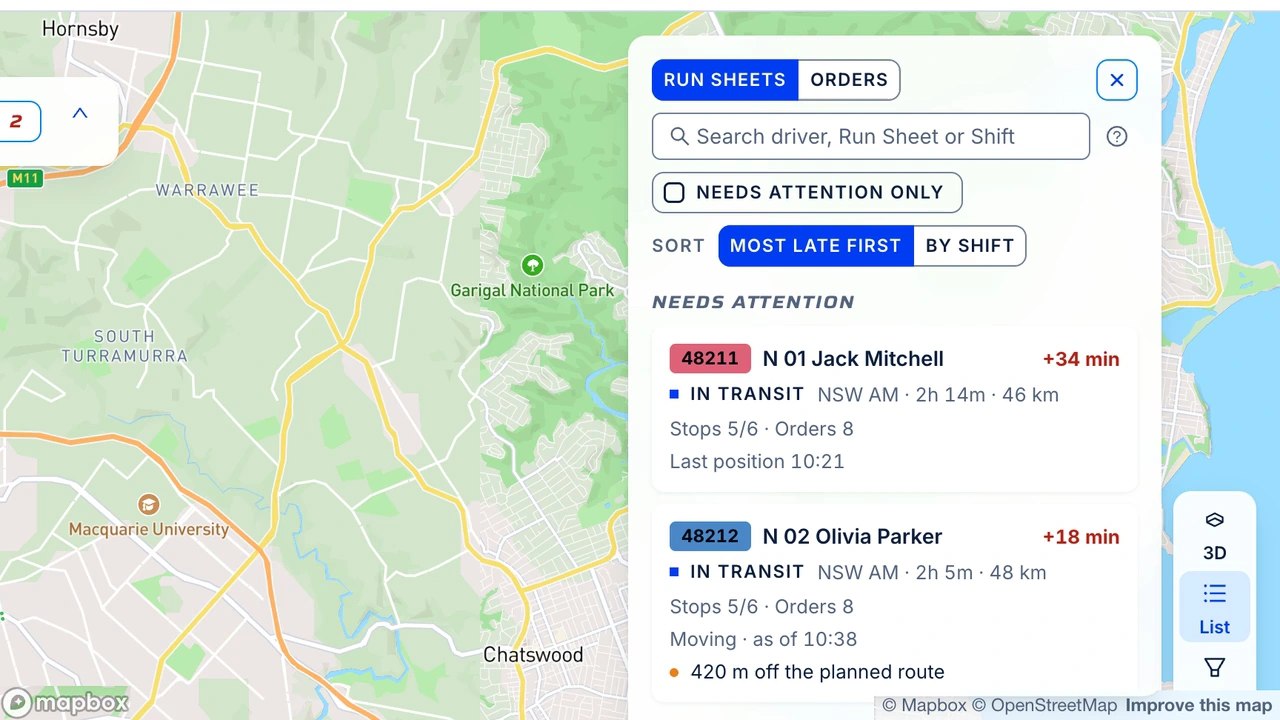 Hornsby
2
M11
WARRAWEE
SOUTH
TURRAMURRA
Garigal National Park
Macquarie University
Chatswood
mapbox
RUN SHEETS ORDERS
Search driver, Run Sheet or Shift
NEEDS ATTENTION ONLY
SORT MOST LATE FIRST BY SHIFT
NEEDS ATTENTION
48211 N 01 Jack Mitchell +34 min
IN TRANSIT NSW AM · 2h 14m · 46 km
Stops 5/6 · Orders 8
Last position 10:21
48212 N 02 Olivia Parker +18 min
IN TRANSIT NSW AM · 2h 5m · 48 km
Stops 5/6 · Orders 8
Moving · as of 10:38
420 m off the planned route
3D
List
© Mapbox © OpenStreetMap Improve this map